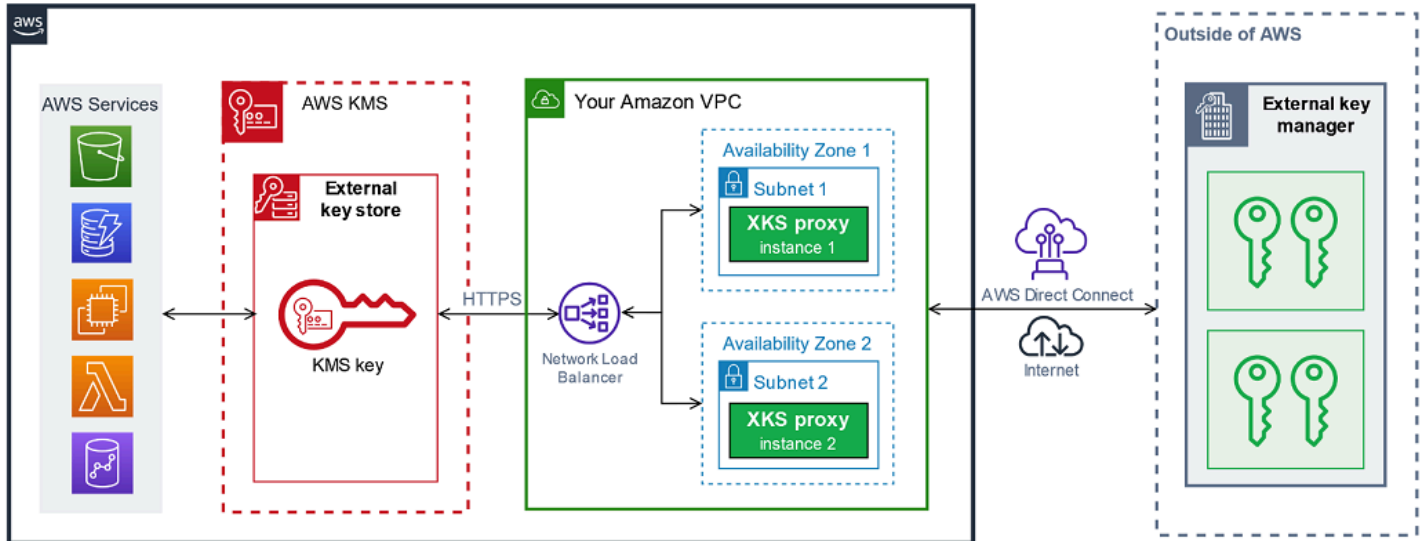 aws
AWS Services
AWS KMS
External
key store
KMS key
HTTPS
Your Amazon VPC
Network Load
Balancer
Availability Zone 1
Subnet 1
XKS proxy
instance 1
Availability Zone 2
Subnet 2
XKS proxy
instance 2
AWS Direct Connect
Internet
Outside of AWS
External key
manager